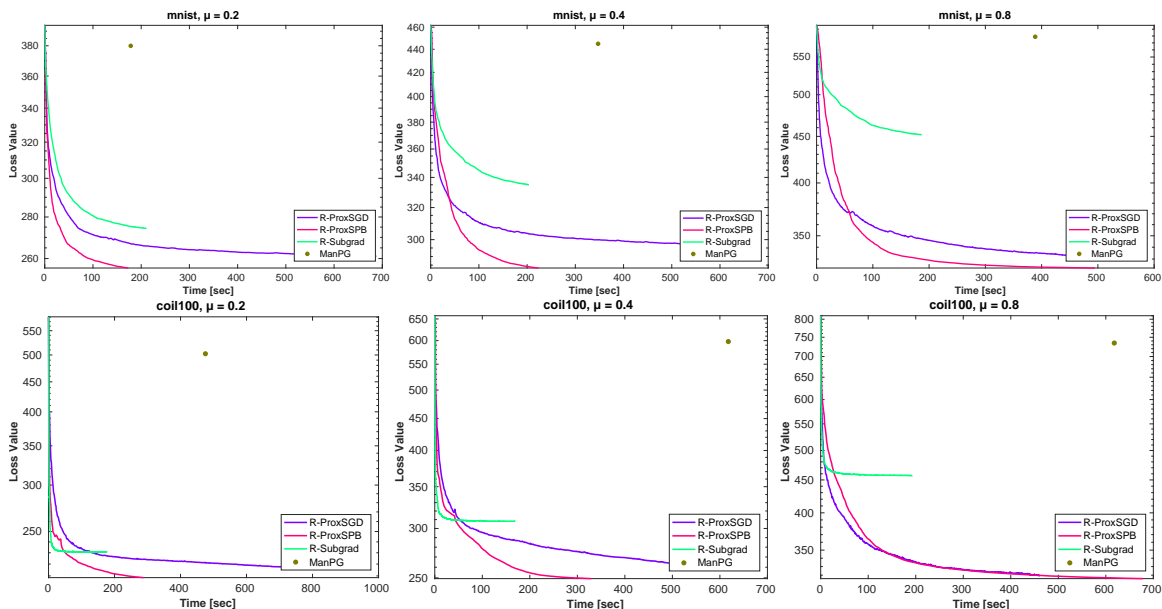 mnist, μ = 0.2
380
360
340
320
300
280
260
Loss Value
0 100 200 300 400 500 600 700
Time [sec]
R-ProxSGD
R-ProxSPB
R-Subgrad
ManPG
mnist, μ = 0.4
460
440
420
400
380
360
340
320
300
Loss Value
0 100 200 300 400 500 600 700
Time [sec]
R-ProxSGD
R-ProxSPB
R-Subgrad
ManPG
mnist, μ = 0.8
550
500
450
400
350
Loss Value
0 100 200 300 400 500 600
Time [sec]
R-ProxSGD
R-ProxSPB
R-Subgrad
ManPG
coil100, μ = 0.2
550
500
450
400
350
300
250
Loss Value
0 200 400 600 800 1000
Time [sec]
R-ProxSGD
R-ProxSPB
R-Subgrad
ManPG
coil100, μ = 0.4
650
600
550
500
450
400
350
300
250
Loss Value
0 100 200 300 400 500 600 700
Time [sec]
R-ProxSGD
R-ProxSPB
R-Subgrad
ManPG
coil100, μ = 0.8
800
750
700
650
600
550
500
450
400
350
Loss Value
0 100 200 300 400 500 600 700
Time [sec]
R-ProxSGD
R-ProxSPB
R-Subgrad
ManPG